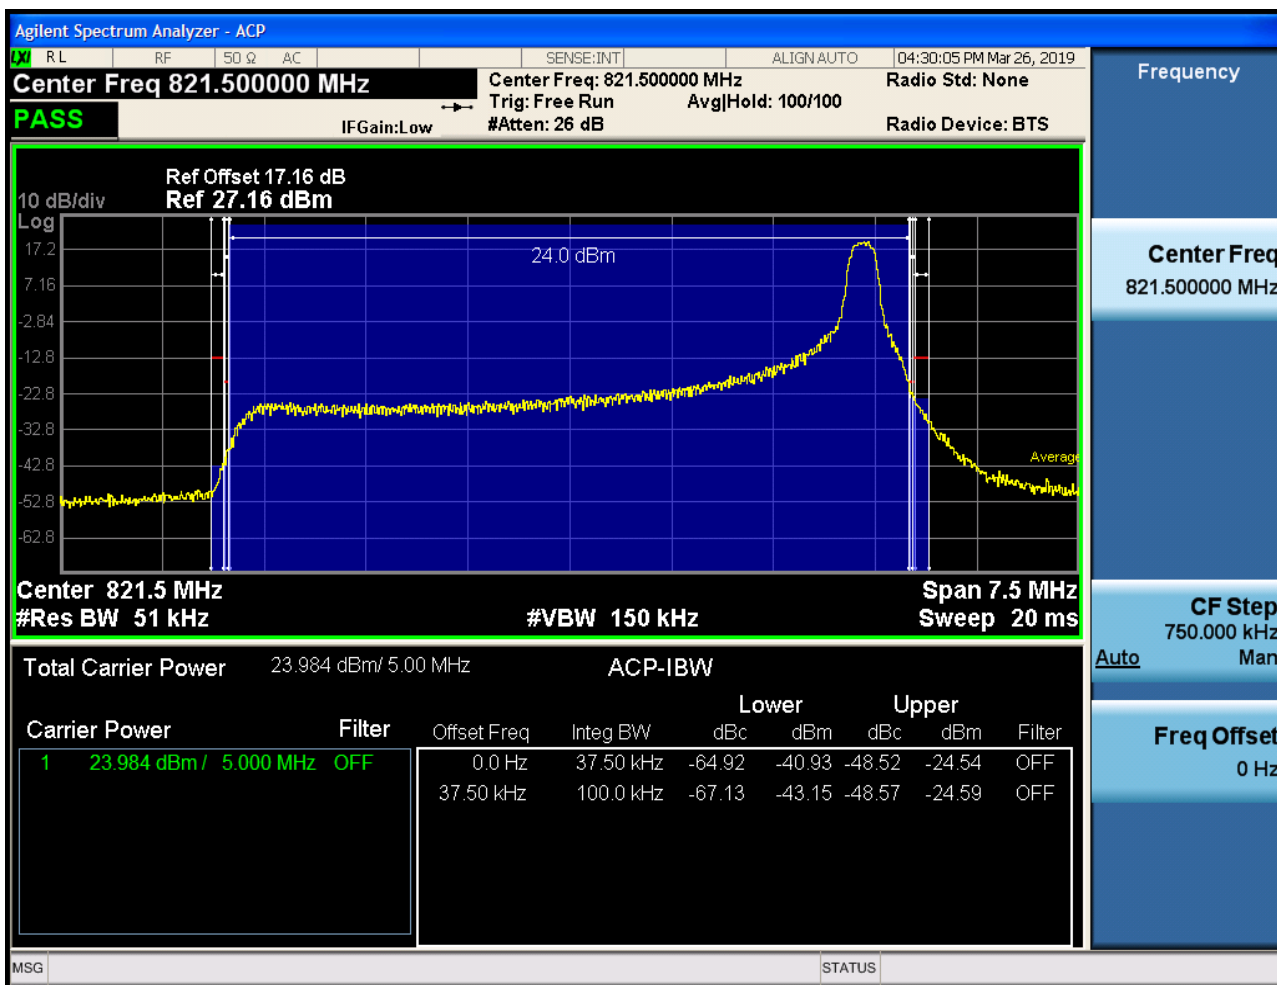 Agilent Spectrum Analyzer - ACP
LXI RL RF 50 Ω AC SENSE:INT ALIGN AUTO 04:30:05 PM Mar 26, 2019
Center Freq 821.500000 MHz
Center Freq: 821.500000 MHz Radio Std: None
Trig: Free Run Avg|Hold: 100/100
PASS IFGain:Low #Atten: 26 dB Radio Device: BTS
Ref Offset 17.16 dB
10 dB/div Ref 27.16 dBm
Log
17.2
24.0 dBm
7.16
-2.84
-12.8
-22.8
-32.8
-42.8
Average
-52.8
-62.8
Center 821.5 MHz Span 7.5 MHz
#Res BW 51 kHz #VBW 150 kHz Sweep 20 ms
Total Carrier Power 23.984 dBm/ 5.00 MHz ACP-IBW
Lower Upper
Carrier Power Filter Offset Freq Integ BW dBc dBm dBc dBm Filter
1 23.984 dBm / 5.000 MHz OFF 0.0 Hz 37.50 kHz -64.92 -40.93 -48.52 -24.54 OFF
37.50 kHz 100.0 kHz -67.13 -43.15 -48.57 -24.59 OFF
MSG STATUS
Frequency
Center Freq
821.500000 MHz
CF Step
750.000 kHz
Auto Man
Freq Offset
0 Hz